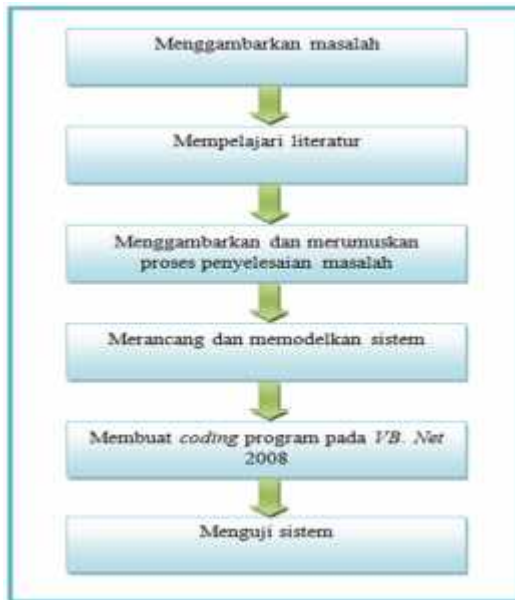 Menggambarkan masalah
Mempelajari literatur
Menggambarkan dan merumuskan
proses penyelesaian masalah
Merancang dan memodelkan sistem
Membuat coding program pada VB. Net
2008
Menguji sistem